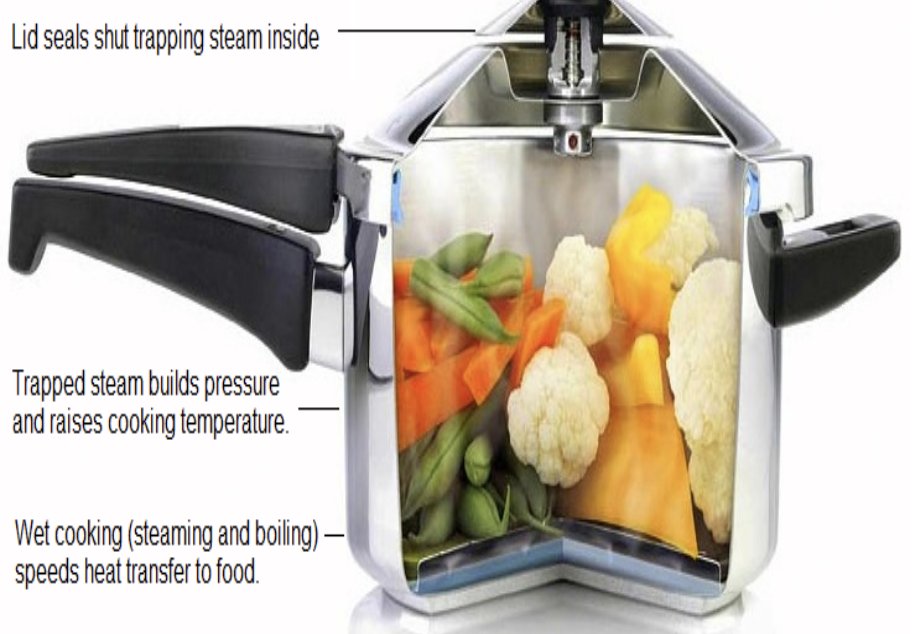 Lid seals shut trapping steam inside
Trapped steam builds pressure
and raises cooking temperature.
Wet cooking (steaming and boiling)
speeds heat transfer to food.